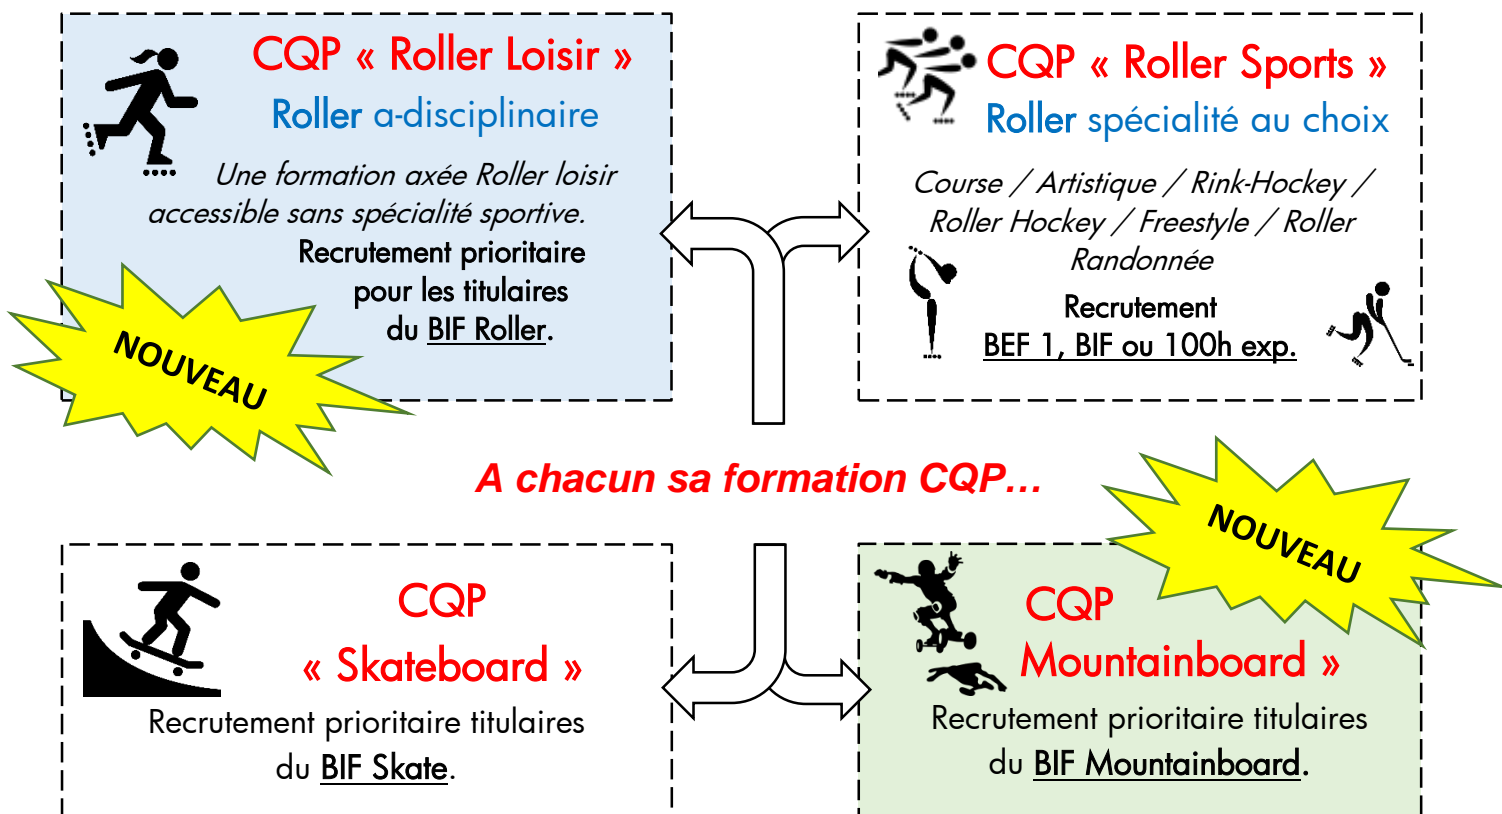 CQP « Roller Loisir »
Roller a-disciplinaire
Une formation axée Roller loisir
accessible sans spécialité sportive.
Recrutement prioritaire
pour les titulaires
du BIF Roller.
NOUVEAU
CQP « Roller Sports »
Roller spécialité au choix
Course / Artistique / Rink-Hockey /
Roller Hockey / Freestyle / Roller
Randonnée
Recrutement
BEF 1, BIF ou 100h exp.
A chacun sa formation CQP…
CQP
« Skateboard »
Recrutement prioritaire titulaires
du BIF Skate.
NOUVEAU
CQP
Mountainboard »
Recrutement prioritaire titulaires
du BIF Mountainboard.